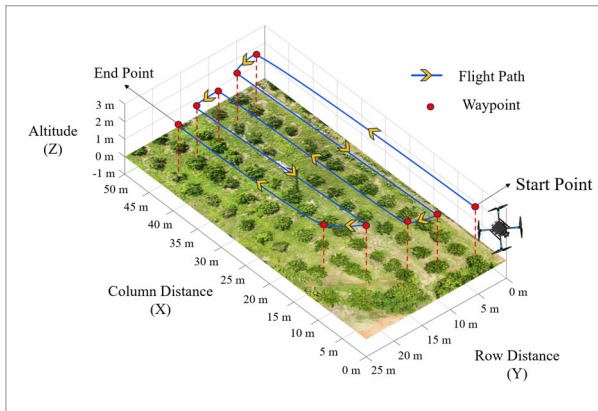 End Point
Flight Path
Waypoint
3 m
2 m
1 m
0 m
-1 m
Altitude
(Z)
Start Point
50 m
45 m
40 m
35 m
30 m
25 m
20 m
15 m
10 m
5 m
0 m
Column Distance
(X)
0 m
5 m
10 m
15 m
20 m
25 m
Row Distance
(Y)